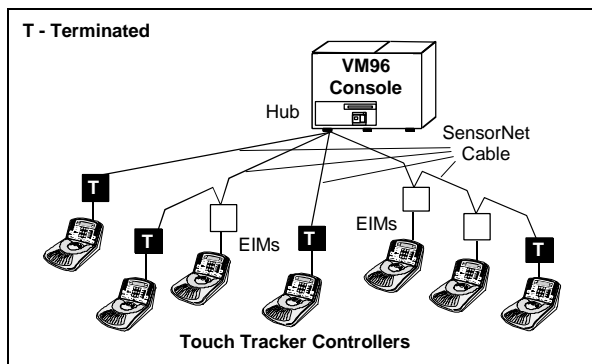 T - Terminated
VM96
Console
Hub
SensorNet
Cable
T
T
EIMs
T
EIMs
T
Touch Tracker Controllers